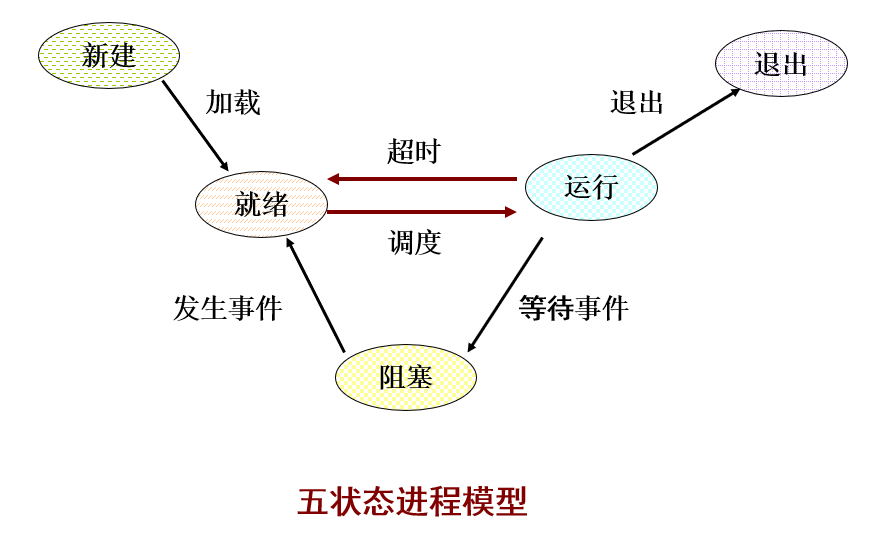 新建
退出
加载
退出
超时
运行
就绪
调度
发生事件
等待事件
阻塞
五状态进程模型